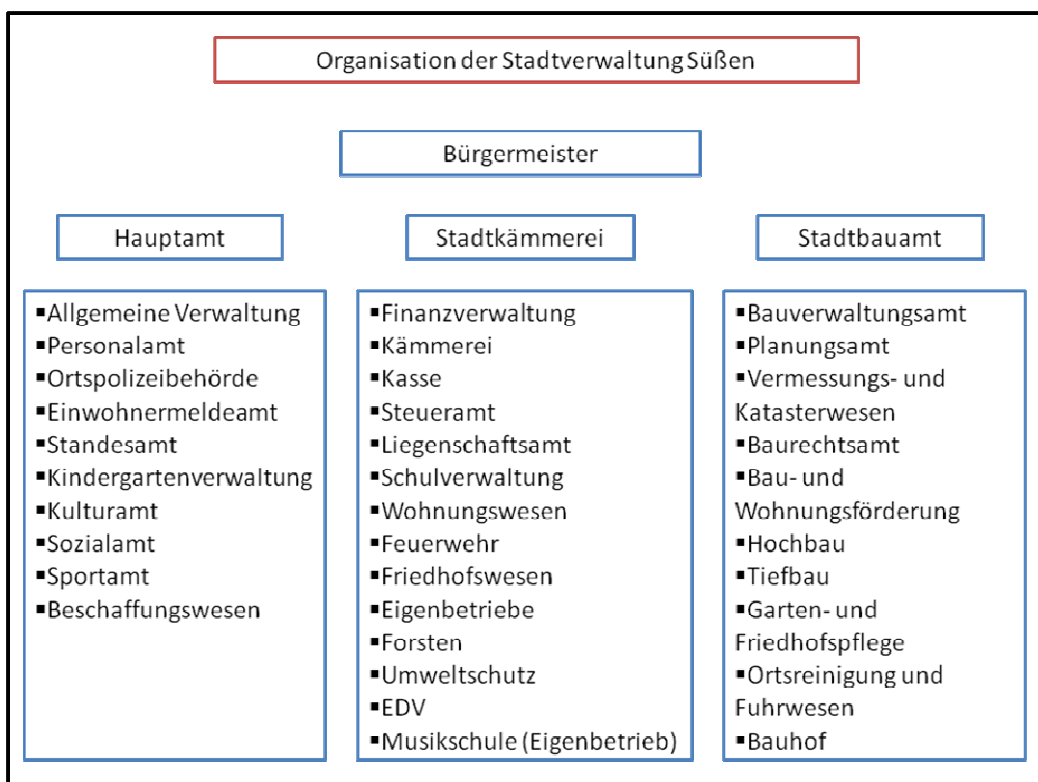 Organisation der Stadtverwaltung Süßen
Bürgermeister
Hauptamt
▪Allgemeine Verwaltung
▪Personalamt
▪Ortspolizeibehörde
▪Einwohnermeldeamt
▪Standesamt
▪Kindergartenverwaltung
▪Kulturamt
▪Sozialamt
▪Sportamt
▪Beschaffungswesen
Stadtkämmerei
▪Finanzverwaltung
▪Kämmerei
▪Kasse
▪Steueramt
▪Liegenschaftsamt
▪Schulverwaltung
▪Wohnungswesen
▪Feuerwehr
▪Friedhofswesen
▪Eigenbetriebe
▪Forsten
▪Umweltschutz
▪EDV
▪Musikschule (Eigenbetrieb)
Stadtbauamt
▪Bauverwaltungsamt
▪Planungsamt
▪Vermessungs- und
Katasterwesen
▪Baurechtsamt
▪Bau- und
Wohnungsförderung
▪Hochbau
▪Tiefbau
▪Garten- und
Friedhofspflege
▪Ortsreinigung und
Fuhrwesen
▪Bauhof